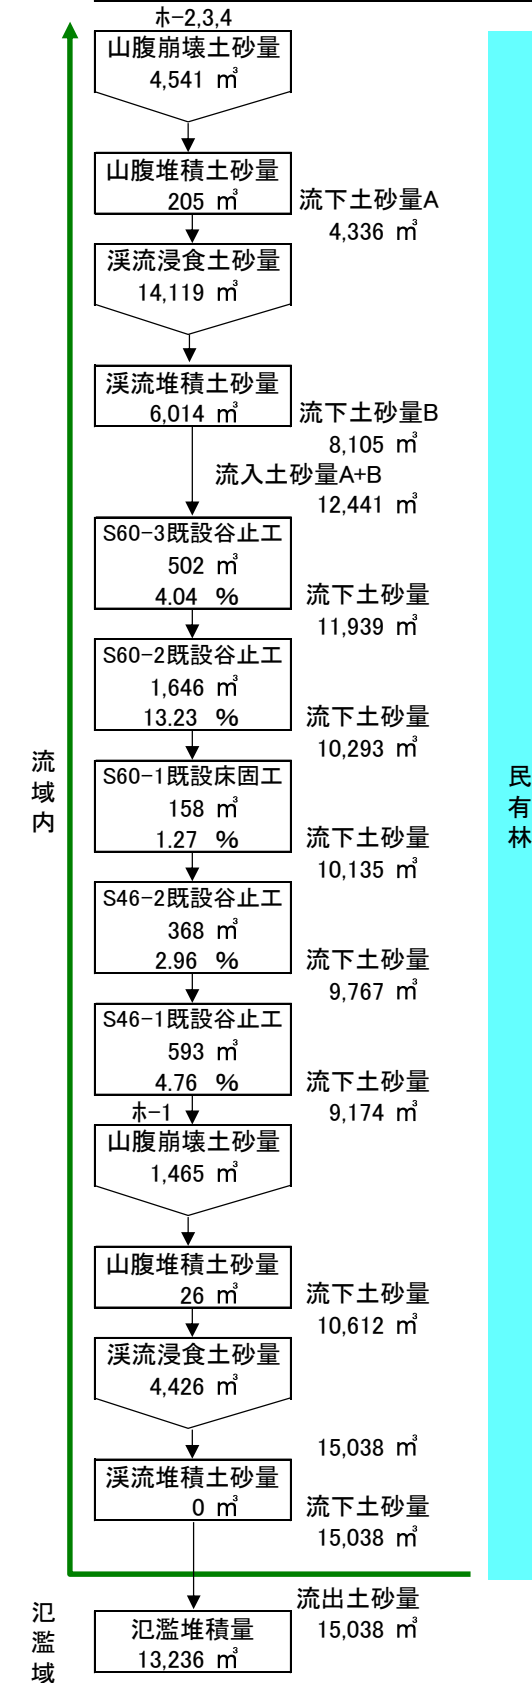 ホ-2,3,4
山腹崩壊土砂量
4,541 ㎥
山腹堆積土砂量
205 ㎥
流下土砂量A
4,336 ㎥
渓流浸食土砂量
14,119 ㎥
渓流堆積土砂量
6,014 ㎥
流下土砂量B
8,105 ㎥
流入土砂量A+B
12,441 ㎥
S60-3既設谷止工
502 ㎥
4.04 %
流下土砂量
11,939 ㎥
S60-2既設谷止工
1,646 ㎥
13.23 %
流下土砂量
10,293 ㎥
S60-1既設床固工
158 ㎥
1.27 %
流下土砂量
10,135 ㎥
S46-2既設谷止工
368 ㎥
2.96 %
流下土砂量
9,767 ㎥
S46-1既設谷止工
593 ㎥
4.76 %
流下土砂量
9,174 ㎥
ホ-1
山腹崩壊土砂量
1,465 ㎥
山腹堆積土砂量
26 ㎥
流下土砂量
10,612 ㎥
渓流浸食土砂量
4,426 ㎥
15,038 ㎥
渓流堆積土砂量
0 ㎥
流下土砂量
15,038 ㎥
流出土砂量
15,038 ㎥
氾濫堆積量
13,236 ㎥
流域内
氾濫域
民有林